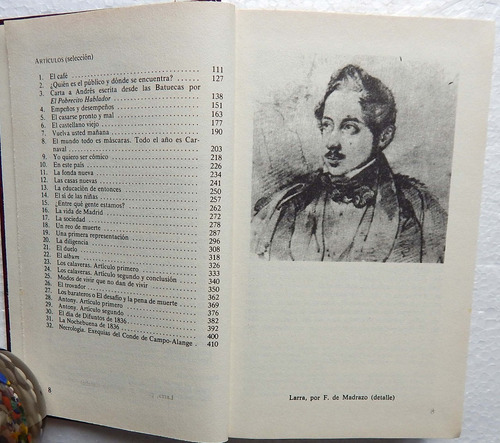 ARTÍCULOS (selección)
1. El café 111
2. ¿Quién es el público y dónde se encuentra? 127
3. Carta a Andrés escrita desde las Batuecas por
El Pobrecito Hablador 138
4. Empeños y desempeños 151
5. El casarse pronto y mal 163
6. El castellano viejo 177
7. Vuelva usted mañana 190
8. El mundo todo es máscaras. Todo el año es Car-
naval 203
9. Yo quiero ser cómico 218
10. En este país 226
11. La fonda nueva 234
12. Las casas nuevas 241
13. La educación de entonces 250
14. El sí de las niñas 257
15. ¿Entre qué gente estamos? 262
16. La vida de Madrid 272
17. La sociedad 278
18. Un reo de muerte 287
19. Una primera representación 296
20. La diligencia 308
21. El duelo 318
22. El album 326
23. Los calaveras. Artículo primero 333
24. Los calaveras. Artículo segundo y conclusión 340
25. Modos de vivir que no dan de vivir 350
26. El trovador 362
27. Los barateros o El desafío y la pena de muerte 369
28. Antony. Artículo primero 376
29. Antony. Artículo segundo 382
30. El día de Difuntos de 1836 392
31. La Nochebuena de 1836 400
32. Necrología. Exequias del Conde de Campo-Alange 410
8
Larra, por F. de Madrazo (detalle)